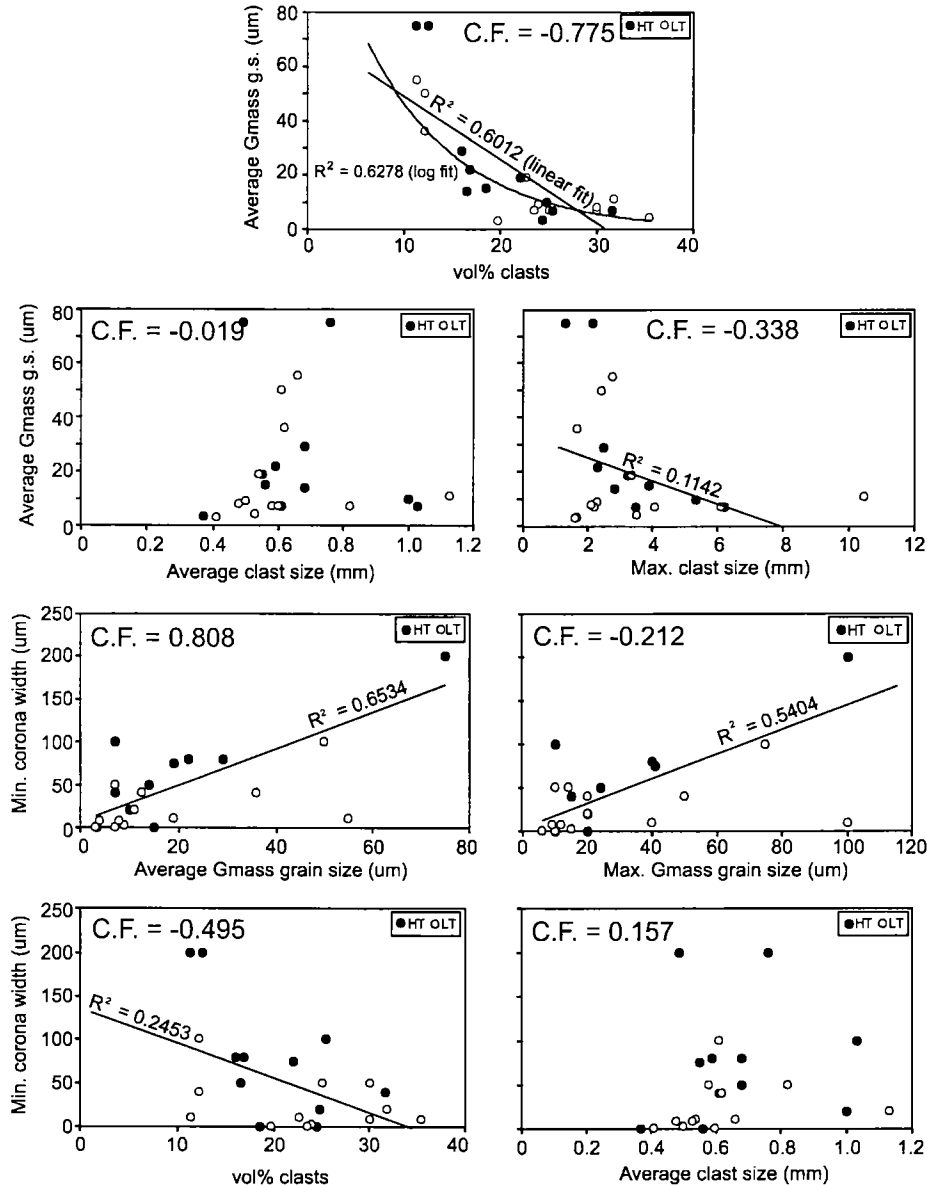 80
60
40
20
0
Average Gmass g.s. (um)
C.F. = -0.775
HT LT
R² = 0.6012 (linear fit)
R² = 0.6278 (log fit)
0 10 20 30 40
vol% clasts
80
60
40
20
0
Average Gmass g.s. (um)
C.F. = -0.019
HT LT
0 0.2 0.4 0.6 0.8 1.0 1.2
Average clast size (mm)
C.F. = -0.338
HT LT
R² = 0.1142
0 2 4 6 8 10 12
Max. clast size (mm)
250
200
150
100
50
0
Min. corona width (um)
C.F. = 0.808
HT LT
R² = 0.6534
0 20 40 60 80
Average Gmass grain size (um)
C.F. = -0.212
HT LT
R² = 0.5404
0 20 40 60 80 100 120
Max. Gmass grain size (um)
250
200
150
100
50
0
Min. corona width (um)
C.F. = -0.495
HT LT
R² = 0.2453
0 10 20 30 40
vol% clasts
C.F. = 0.157
HT LT
0 0.2 0.4 0.6 0.8 1.0 1.2
Average clast size (mm)